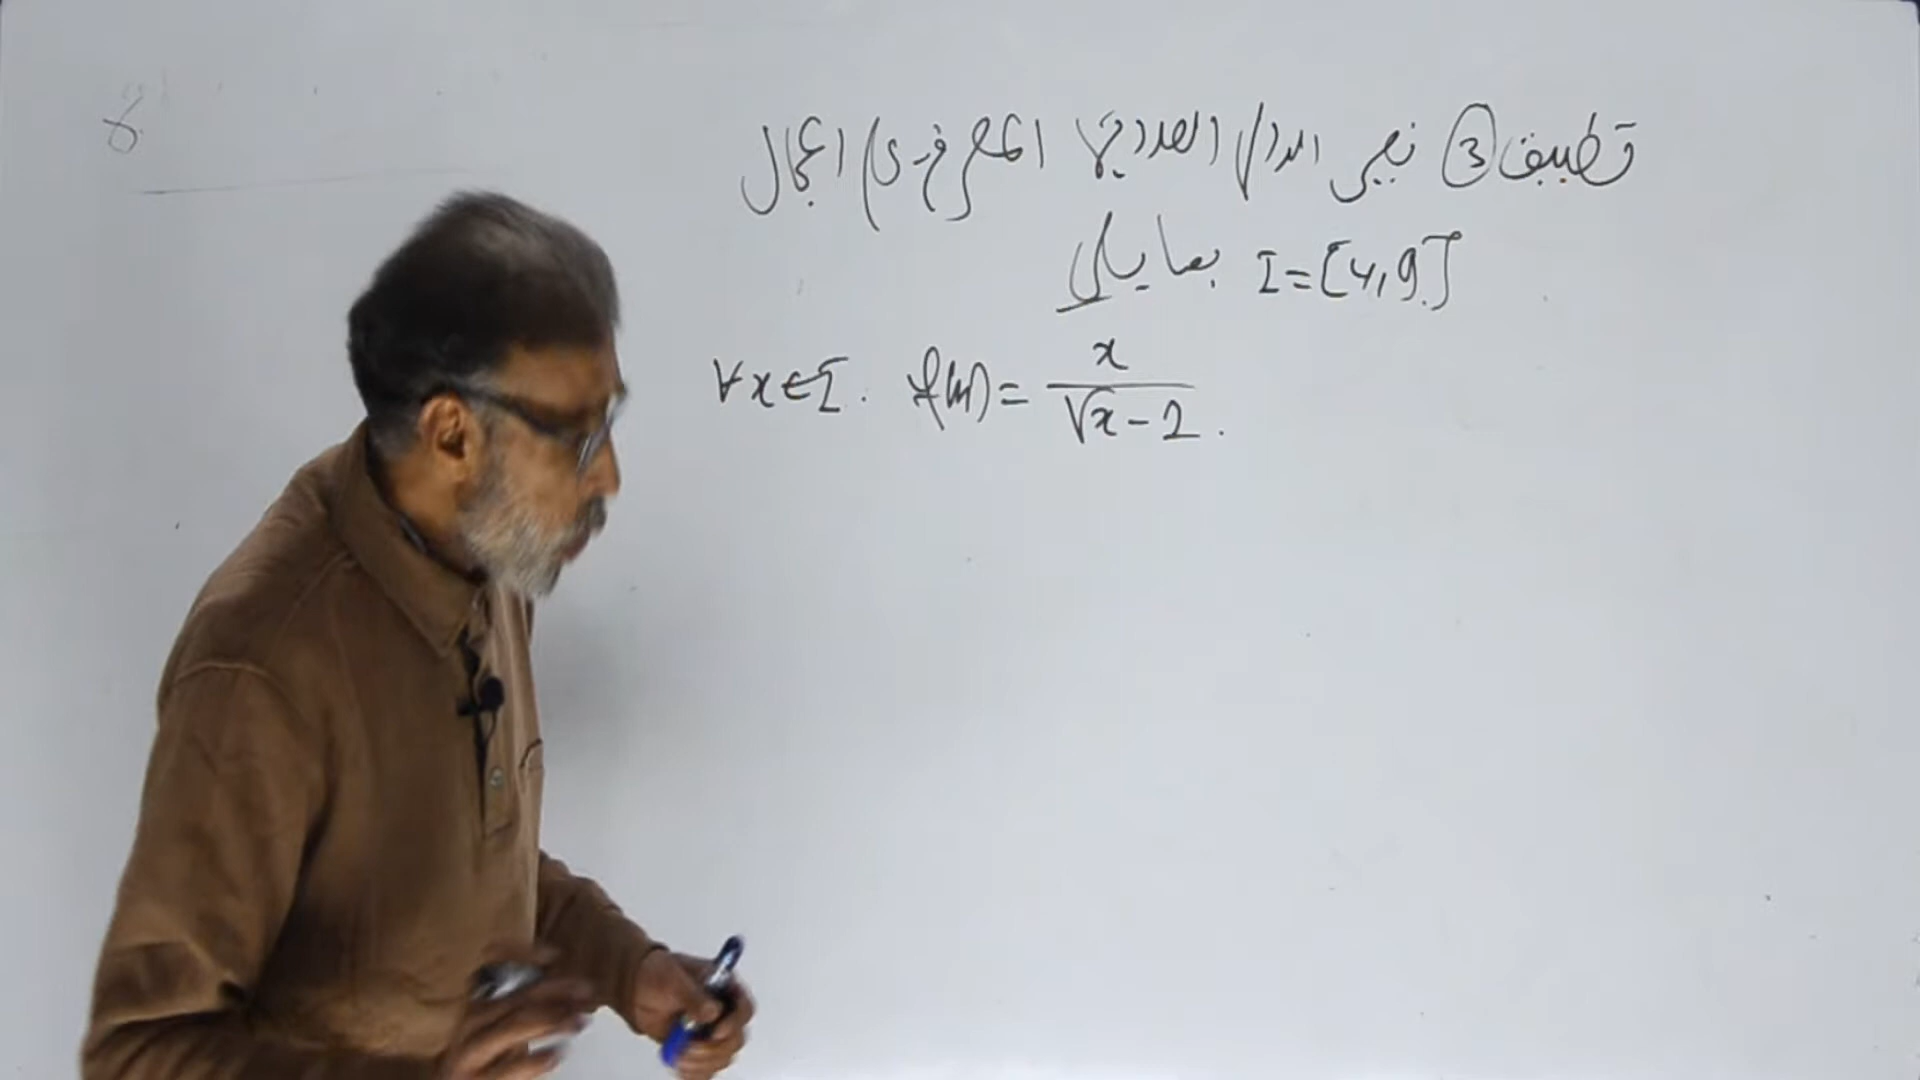 تطبيق ③ نعتبر الدالة العددية المعرفة على المجال
I = [4,9] بما يلي
∀x∈I. f(x) = x / (√x - 2).